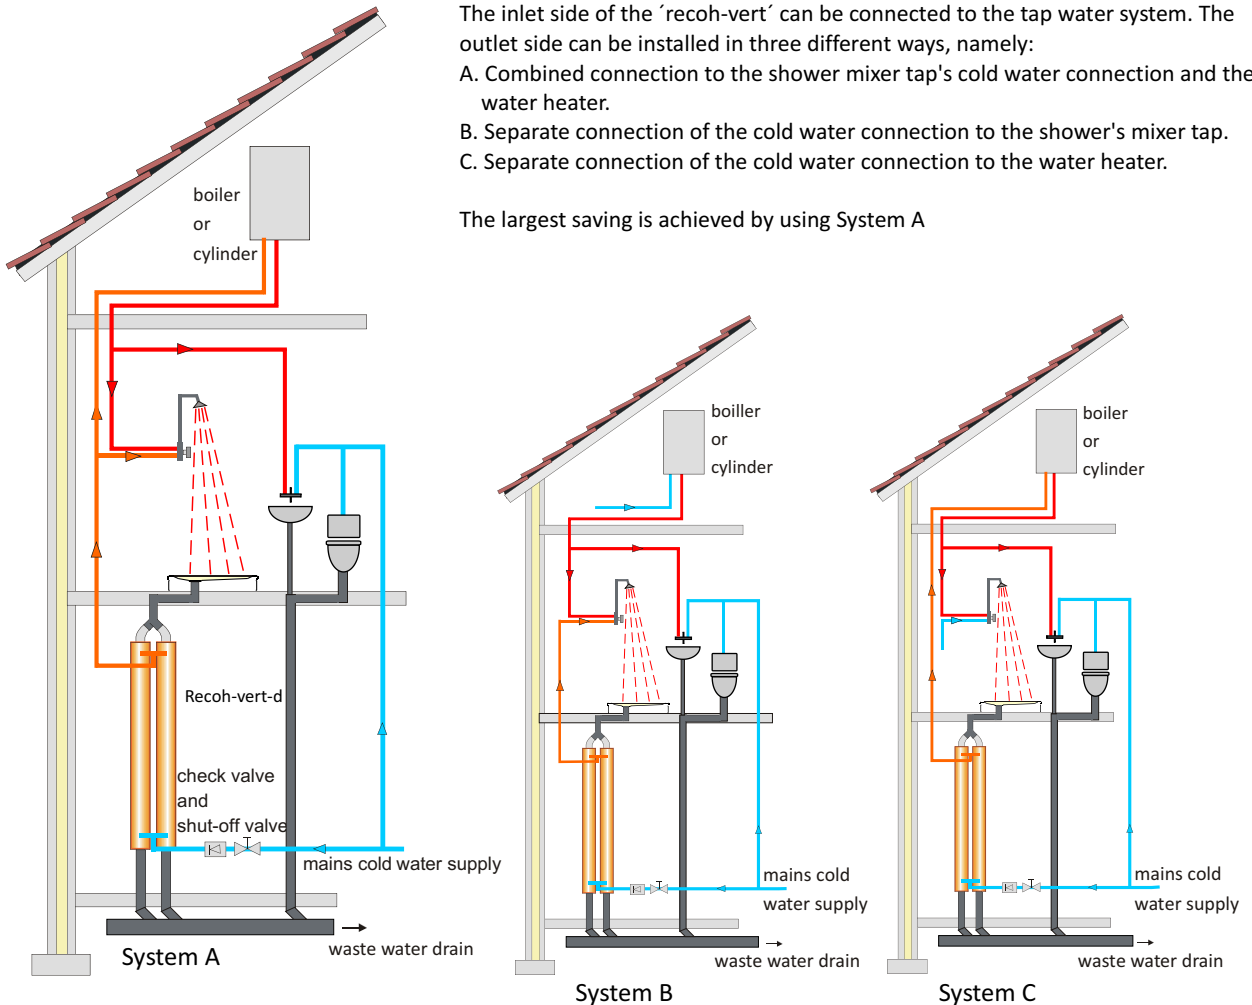 The inlet side of the ´recoh-vert´ can be connected to the tap water system. The
outlet side can be installed in three different ways, namely:
A. Combined connection to the shower mixer tap's cold water connection and the
water heater.
B. Separate connection of the cold water connection to the shower's mixer tap.
C. Separate connection of the cold water connection to the water heater.
The largest saving is achieved by using System A
boiler
or
cylinder
Recoh-vert-d
check valve
and
shut-off valve
mains cold water supply
waste water drain
System A
boiller
or
cylinder
mains cold
water supply
waste water drain
System B
boiler
or
cylinder
mains cold
water supply
waste water drain
System C